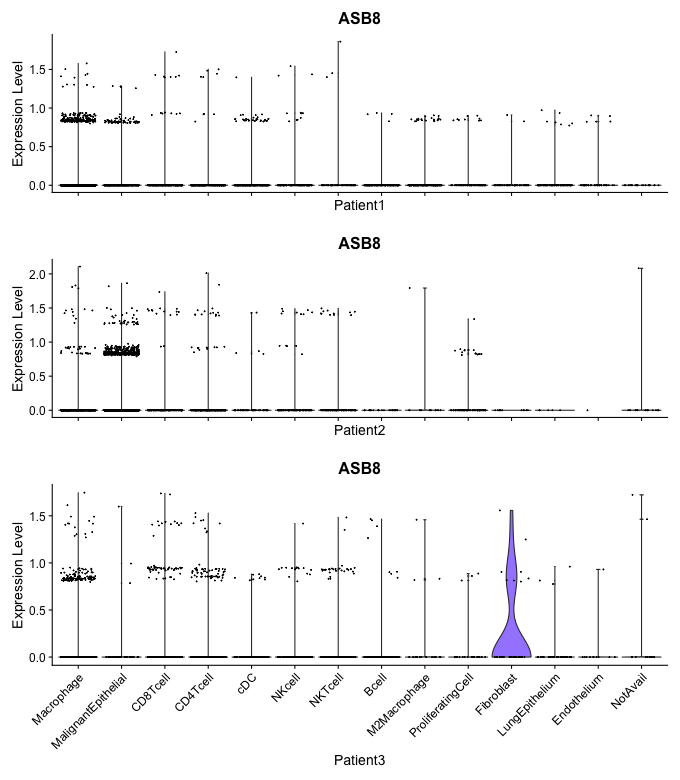 ASB8
Expression Level
1.5
1.0
0.5
0.0
Patient1
ASB8
Expression Level
2.0
1.5
1.0
0.5
0.0
Patient2
ASB8
Expression Level
1.5
1.0
0.5
0.0
Macrophage
MalignantEpithelial
CD8Tcell
CD4Tcell
cDC
NKcell
NKTcell
Bcell
M2Macrophage
ProliferatingCell
Fibroblast
LungEpithelium
Endothelium
NotAvail
Patient3